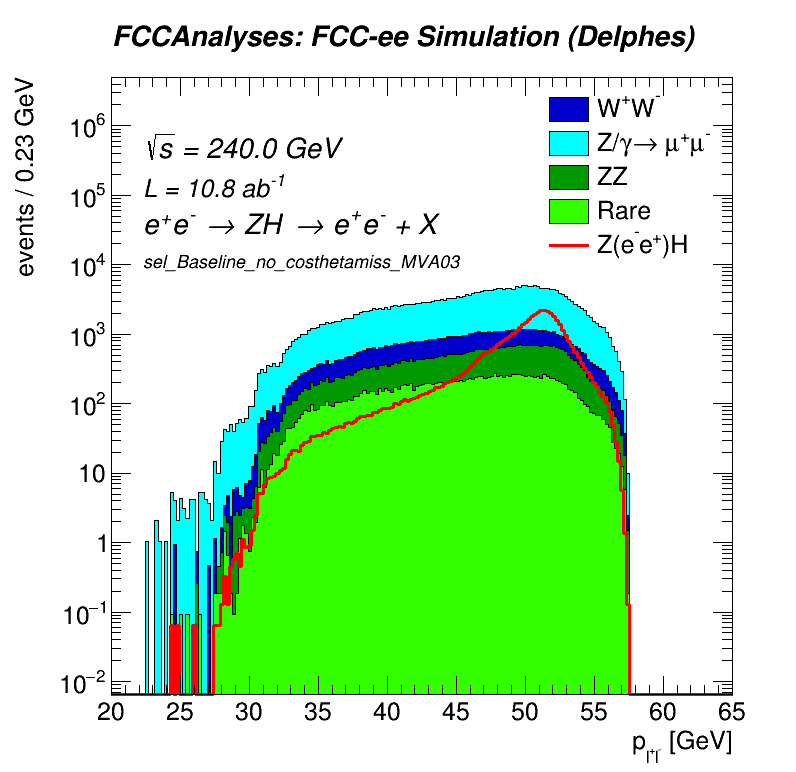 FCCAnalyses: FCC-ee Simulation (Delphes)
events / 0.23 GeV
√s = 240.0 GeV
L = 10.8 ab⁻¹
e⁺e⁻ → ZH → e⁺e⁻ + X
sel_Baseline_no_costhetamiss_MVA03
W⁺W⁻
Z/γ→ μ⁺μ⁻
ZZ
Rare
Z(e⁻e⁺)H
10⁶
10⁵
10⁴
10³
10²
10
1
10⁻¹
10⁻²
20 25 30 35 40 45 50 55 60 65
p_l⁺l⁻ [GeV]